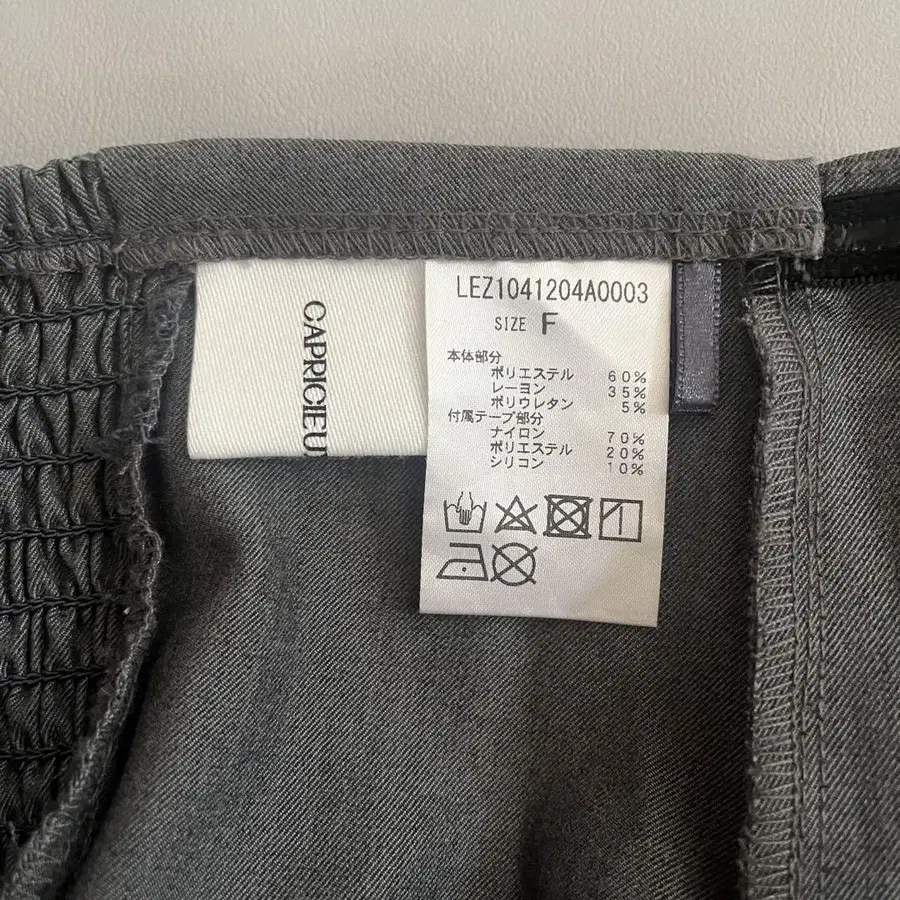 CAPRICIEU
LEZ1041204A0003
SIZE F
本体部分
ポリエステル 60%
レーヨン 35%
ポリウレタン 5%
付属テープ部分
ナイロン 70%
ポリエステル 20%
シリコン 10%